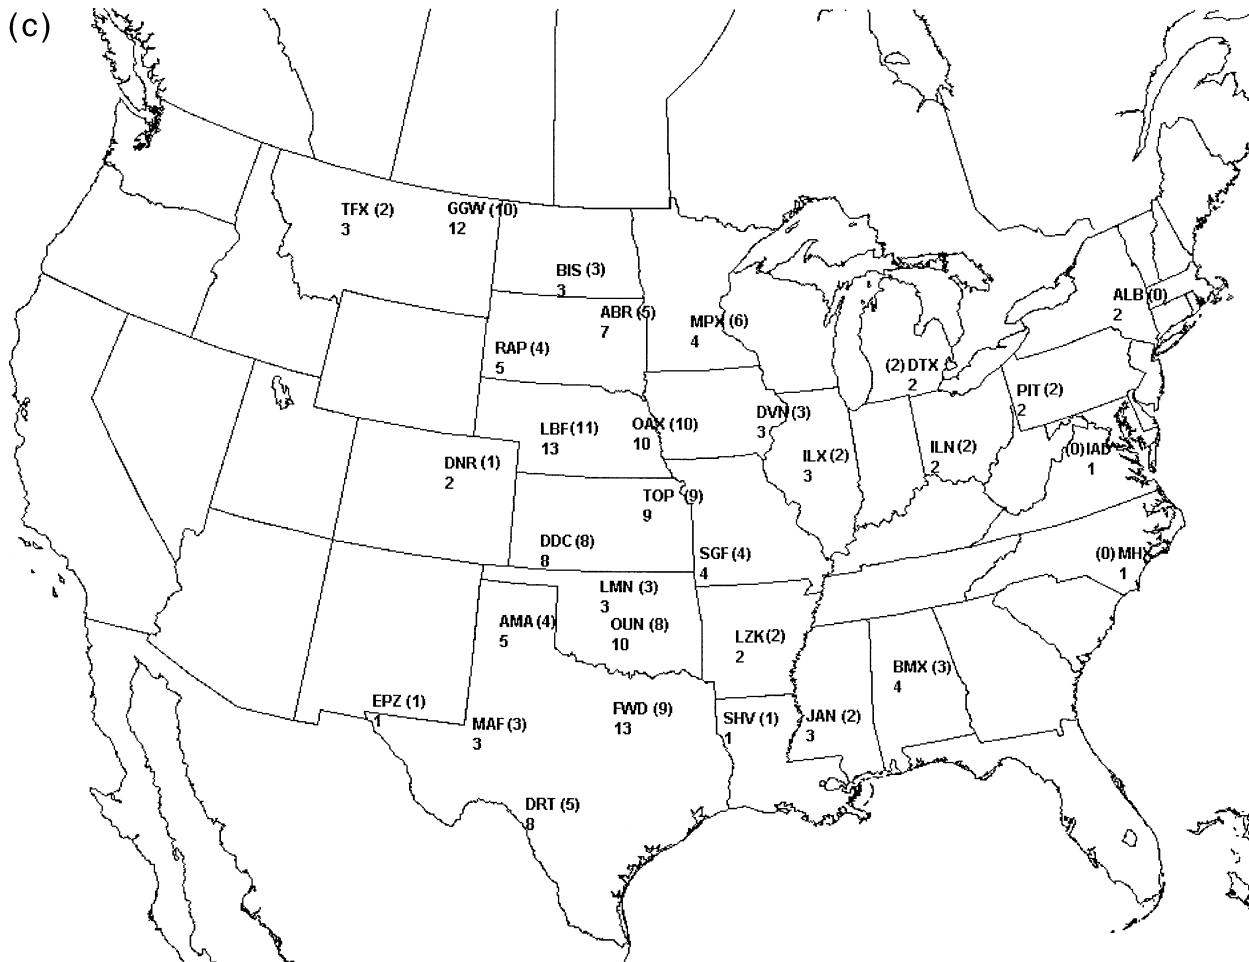 (c)
TFX (2)
3
GGW (10)
12
BIS (3)
3
ABR (5)
7
MPX (6)
4
ALB (0)
2
RAP (4)
5
(2) DTX
2
PIT (2)
2
LBF (11)
13
OAX (10)
10
DVN (3)
3
ILX (2)
3
ILN (2)
2
(0) IAD
1
DNR (1)
2
TOP (9)
9
DDC (8)
8
SGF (4)
4
(0) MHX
1
LMN (3)
3
AMA (4)
5
OUN (8)
10
LZK (2)
2
BMX (3)
4
EPZ (1)
1
MAF (3)
3
FWD (9)
13
SHV (1)
1
JAN (2)
3
DRT (5)
8